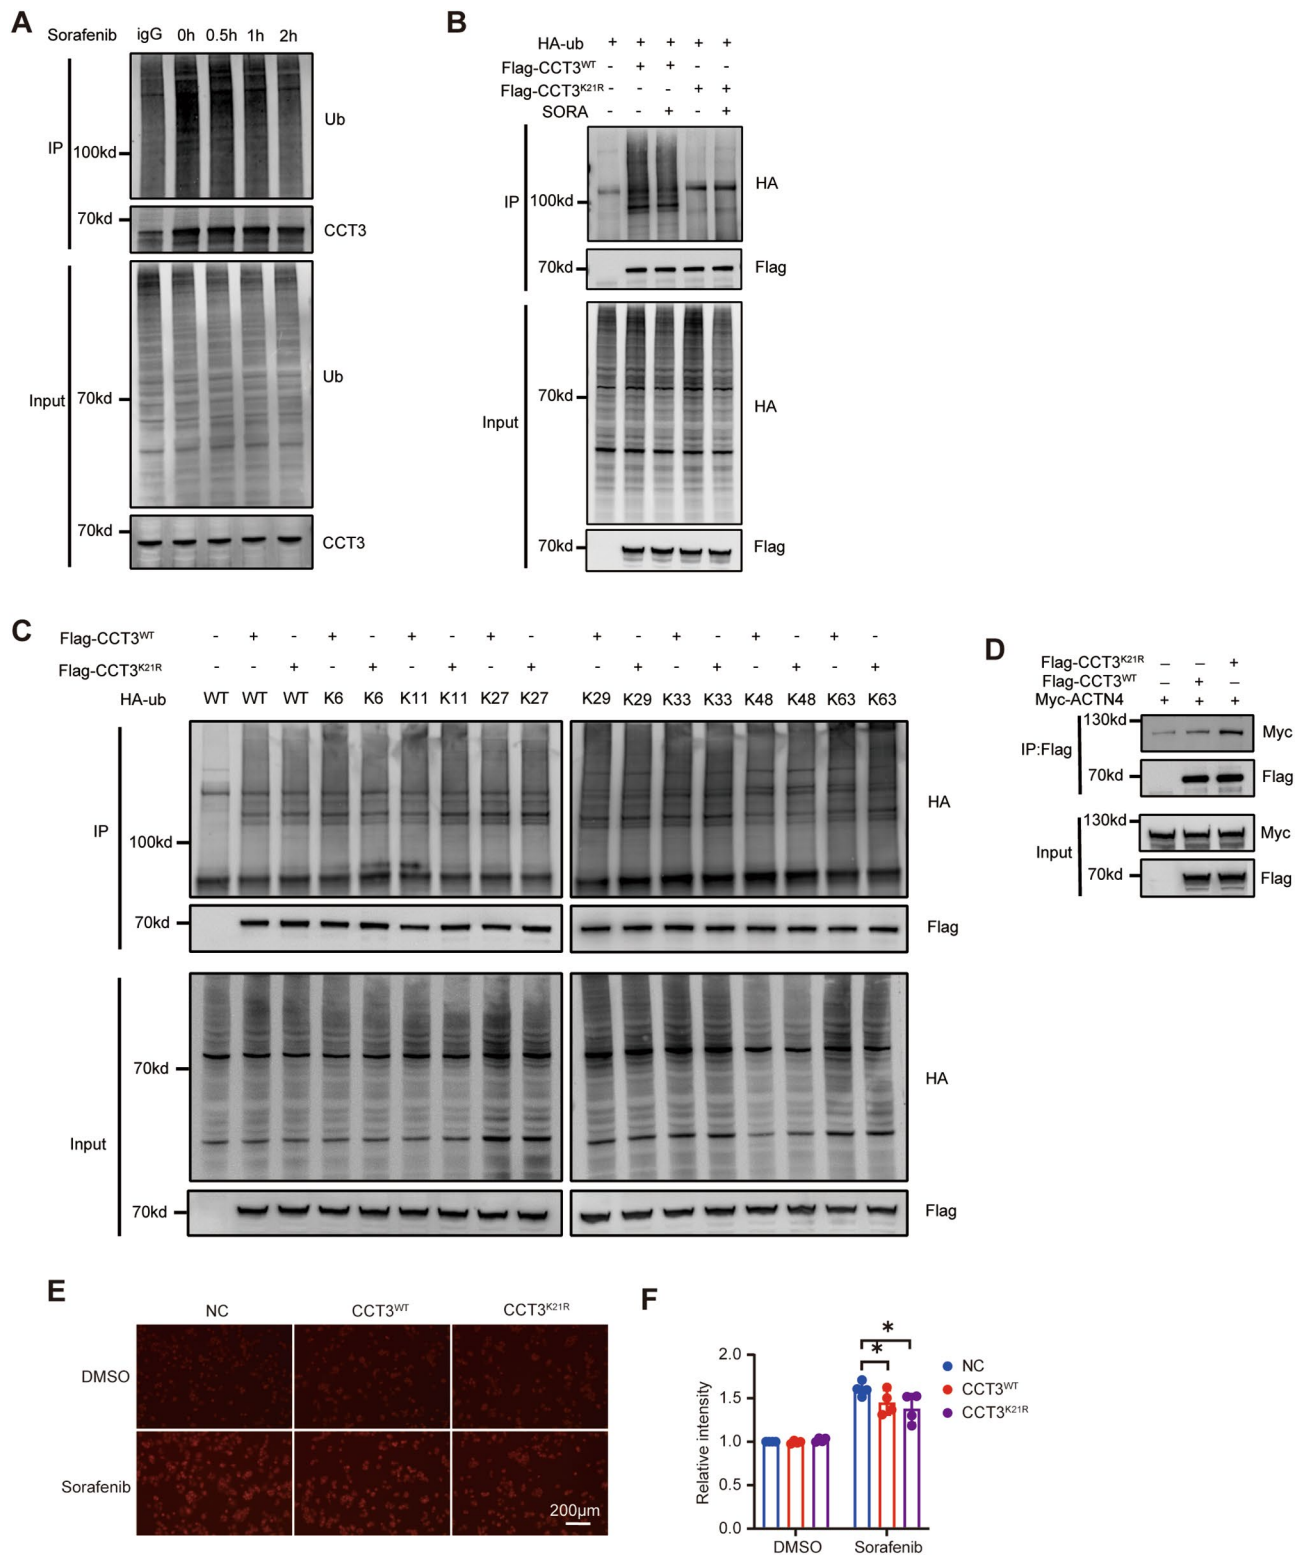 A
Sorafenib igG 0h 0.5h 1h 2h
IP
100kd
Ub
70kd
CCT3
Input
70kd
Ub
70kd
CCT3
B
HA-ub + + + + +
Flag-CCT3WT - + + - -
Flag-CCT3K21R - - - + +
SORA - - + - +
IP
100kd
HA
70kd
Flag
Input
70kd
HA
70kd
Flag
C
Flag-CCT3WT - + - + - + - + - + - + - + - + -
Flag-CCT3K21R - - + - + - + - + - + - + - + - +
HA-ub WT WT WT K6 K6 K11 K11 K27 K27 K29 K29 K33 K33 K48 K48 K63 K63
IP
100kd
HA
70kd
Flag
Input
70kd
HA
70kd
Flag
D
Flag-CCT3K21R – – +
Flag-CCT3WT – + –
Myc-ACTN4 + + +
IP:Flag
130kd
Myc
70kd
Flag
Input
130kd
Myc
70kd
Flag
E
NC CCT3WT CCT3K21R
DMSO
Sorafenib
200μm
F
Relative intensity
2.0
1.5
1.0
0.5
0.0
*
*
NC
CCT3WT
CCT3K21R
DMSO Sorafenib